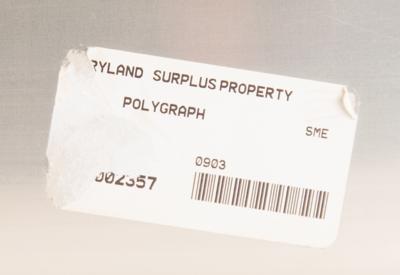 RYLAND SURPLUS PROPERTY
POLYGRAPH
SME
0903
002357